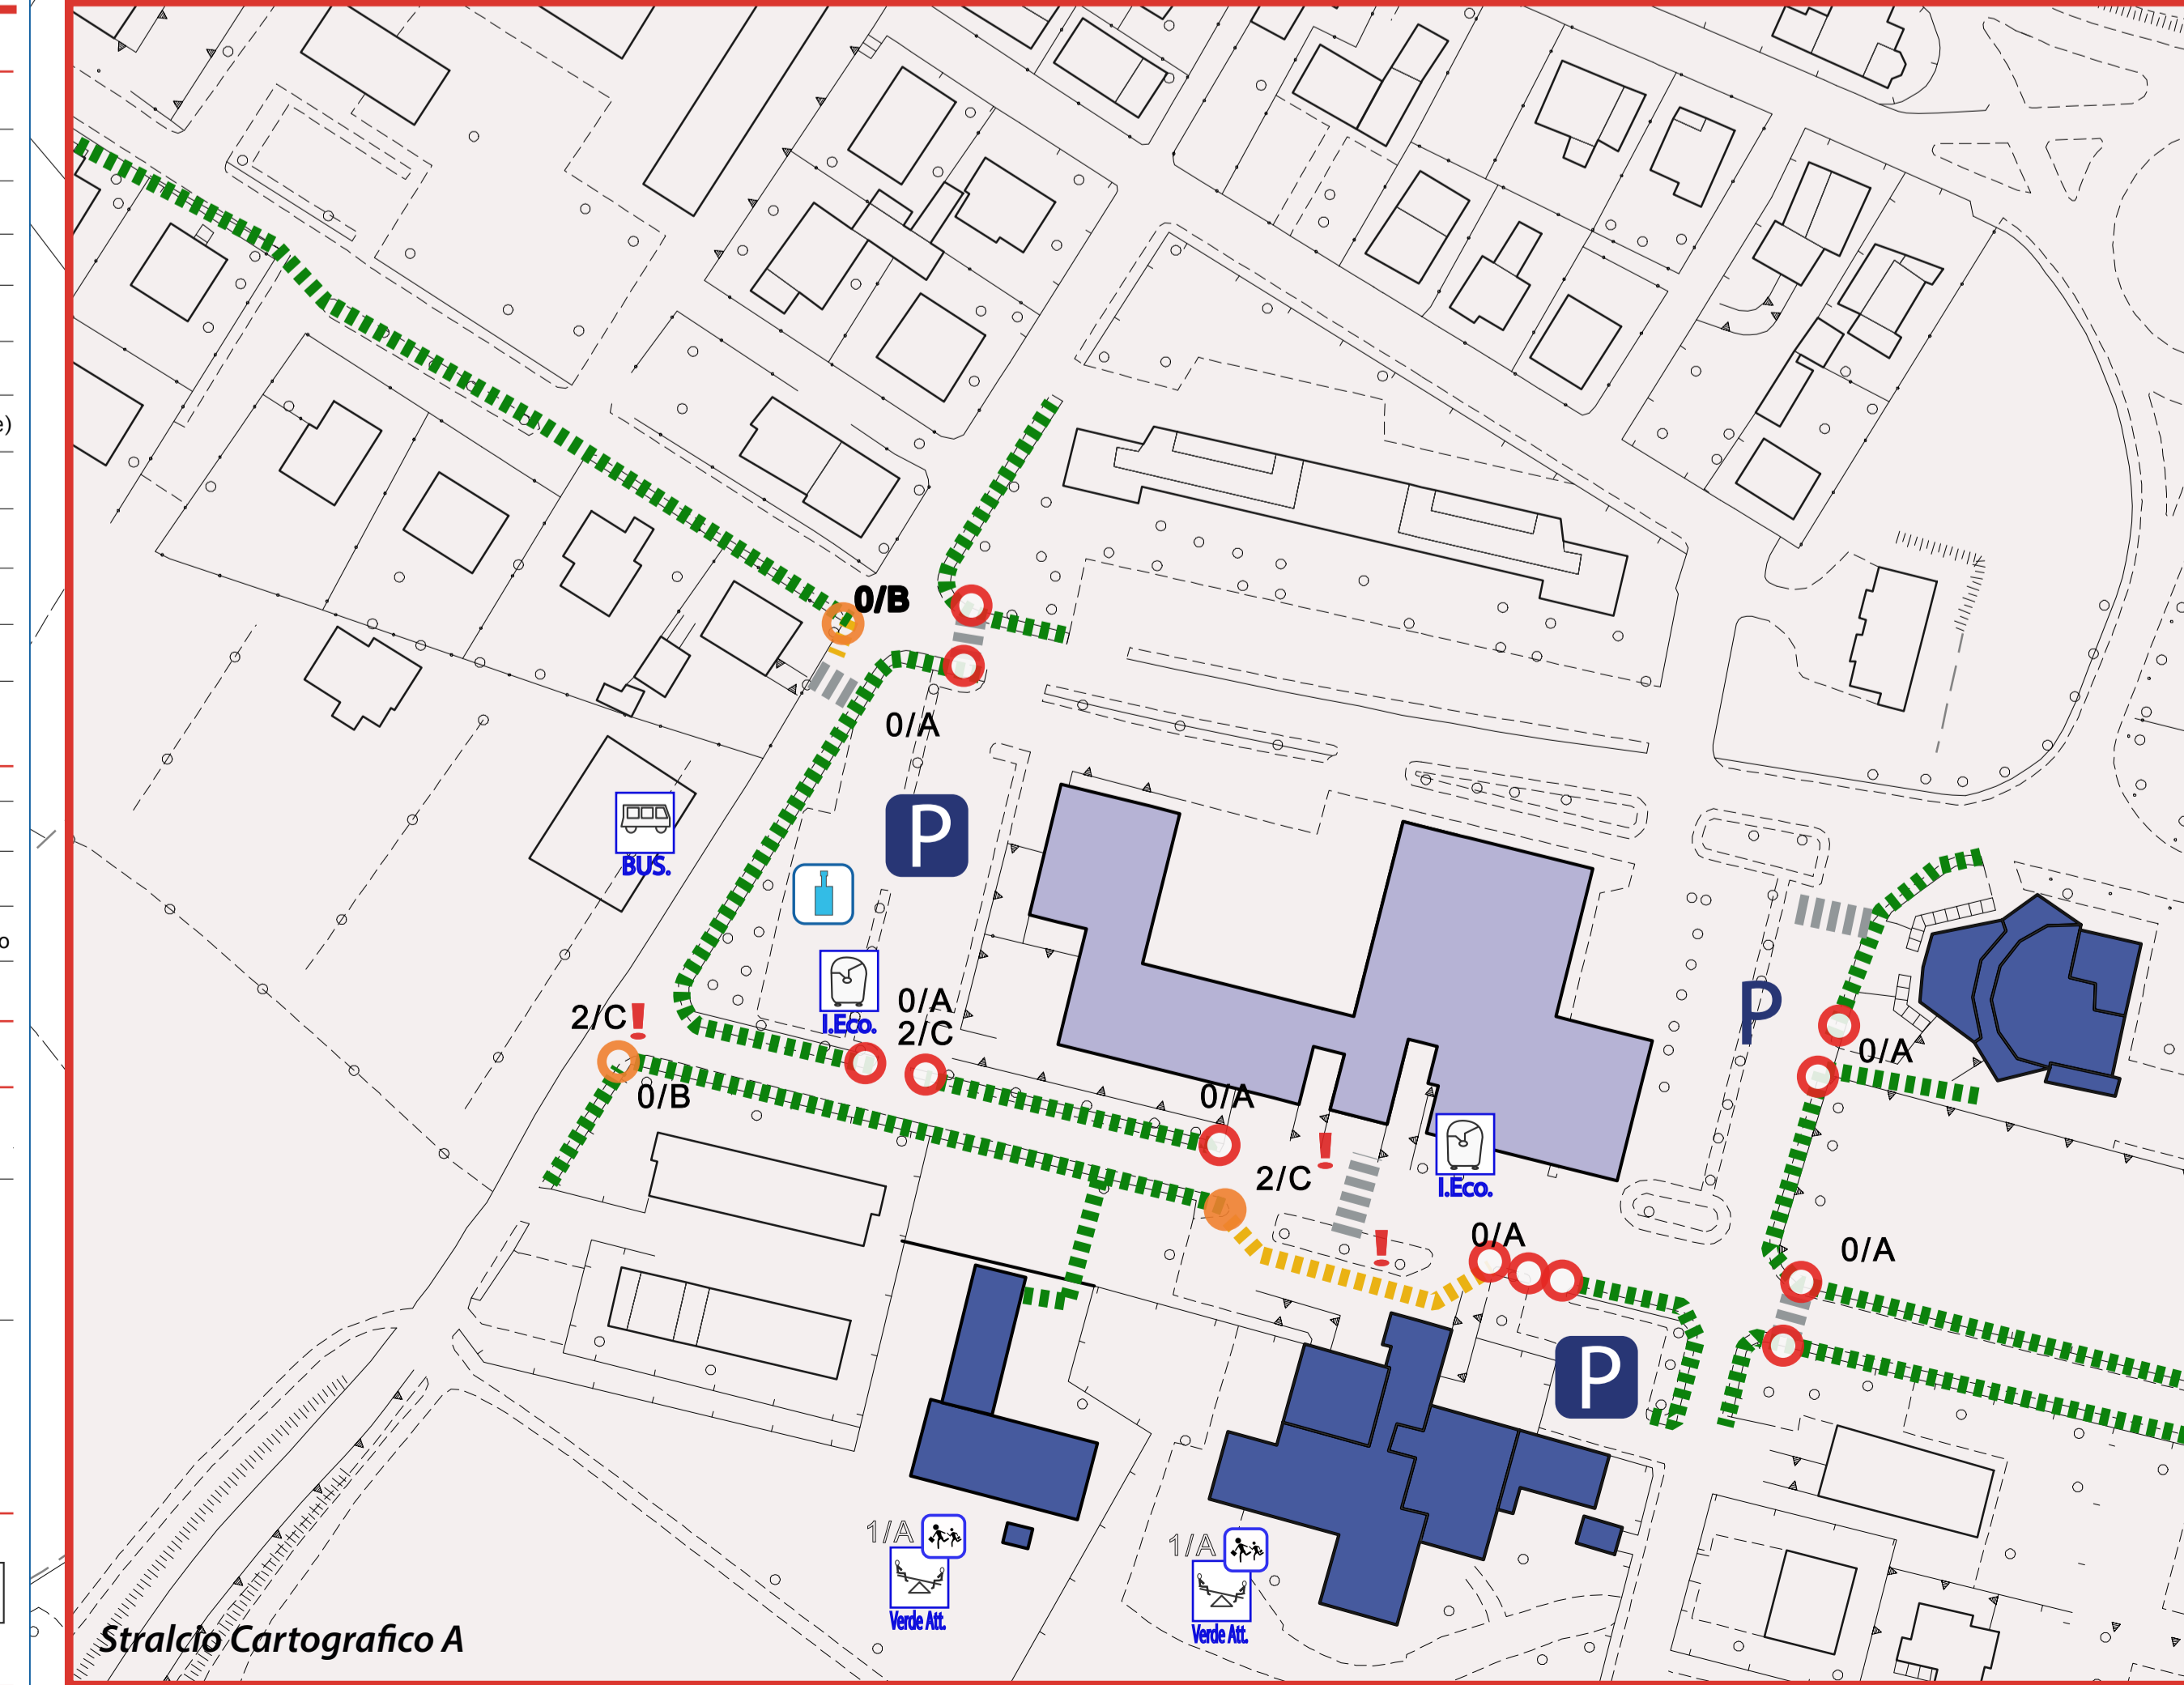 e)
0/B
0/A
P
BUS.
o
I.Eco.
0/A
2/C
2/C!
P
0/A
0/B
0/A
!
2/C
I.Eco.
!
0/A
0/A
P
1/A
Verde Att.
1/A
Verde Att.
Stralcio Cartografico A